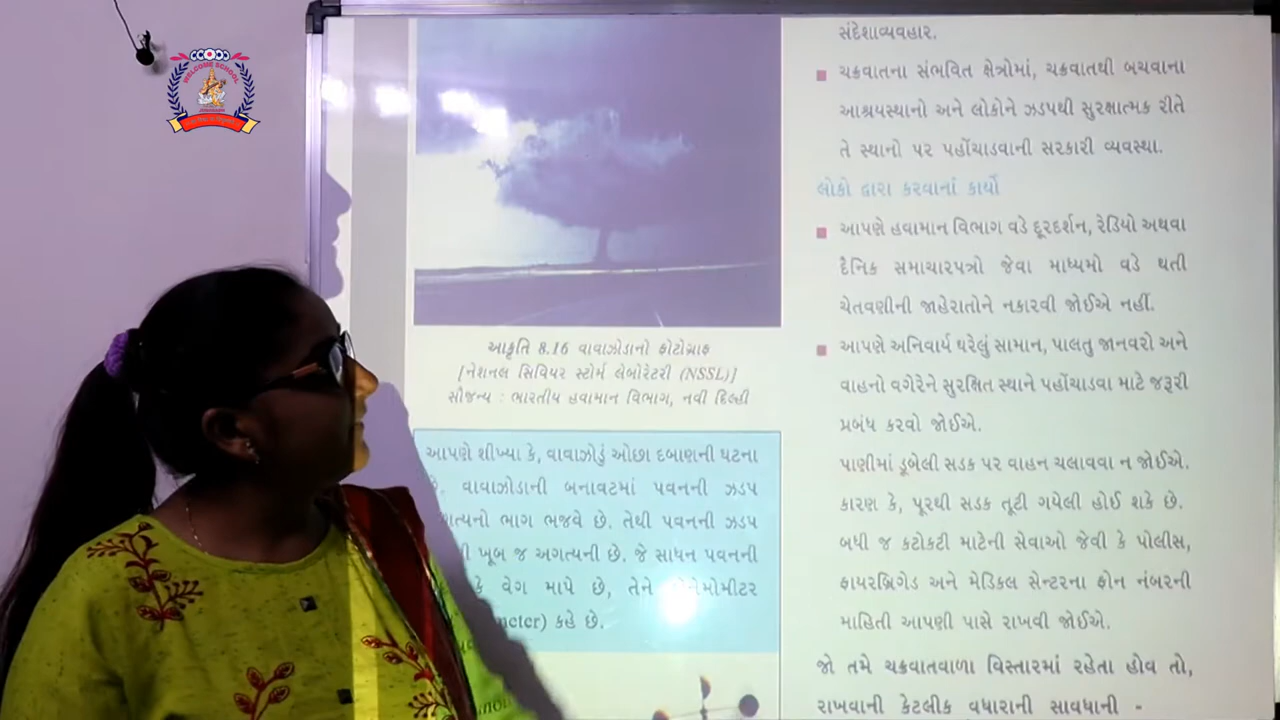 WELCOME SCHOOL
આકૃતિ 8.16 વાવાઝોડાનો ફોટોગ્રાફ
[નેશનલ સિવિયર સ્ટોર્મ લેબોરેટરી (NSSL)]
સૌજન્ય : ભારતીય હવામાન વિભાગ, નવી દિલ્હી
આપણે શીખ્યા કે, વાવાઝોડું ઓછા દબાણની ઘટના
વાવાઝોડાની બનાવટમાં પવનની ઝડપ
ભાગ ભજવે છે. તેથી પવનની ઝડપ
ખૂબ જ અગત્યની છે. જે સાધન પવનની
કે વેગ માપે છે, તેને
કહે છે.
સંદેશાવ્યવહાર.
ચક્રવાતના સંભવિત ક્ષેત્રોમાં, ચક્રવાતથી બચવાના
આશ્રયસ્થાનો અને લોકોને ઝડપથી સુરક્ષાત્મક રીતે
તે સ્થાનો પર પહોંચાડવાની સરકારી વ્યવસ્થા.
લોકો દ્વારા કરવાનાં કાર્યો
આપણે હવામાન વિભાગ વડે દૂરદર્શન, રેડિયો અથવા
દૈનિક સમાચારપત્રો જેવા માધ્યમો વડે થતી
ચેતવણીની જાહેરાતોને નકારવી જોઈએ નહીં.
આપણે અનિવાર્ય ઘરેલું સામાન, પાલતુ જાનવરો અને
વાહનો વગેરેને સુરક્ષિત સ્થાને પહોંચાડવા માટે જરૂરી
પ્રબંધ કરવો જોઈએ.
પાણીમાં ડૂબેલી સડક પર વાહન ચલાવવા ન જોઈએ.
કારણ કે, પૂરથી સડક તૂટી ગયેલી હોઈ શકે છે.
બધી જ કટોકટી માટેની સેવાઓ જેવી કે પોલીસ,
ફાયરબ્રિગેડ અને મેડિકલ સેન્ટરના ફોન નંબરની
માહિતી આપણી પાસે રાખવી જોઈએ.
જો તમે ચક્રવાતવાળા વિસ્તારમાં રહેતા હોવ તો,
રાખવાની કેટલીક વધારાની સાવધાની -